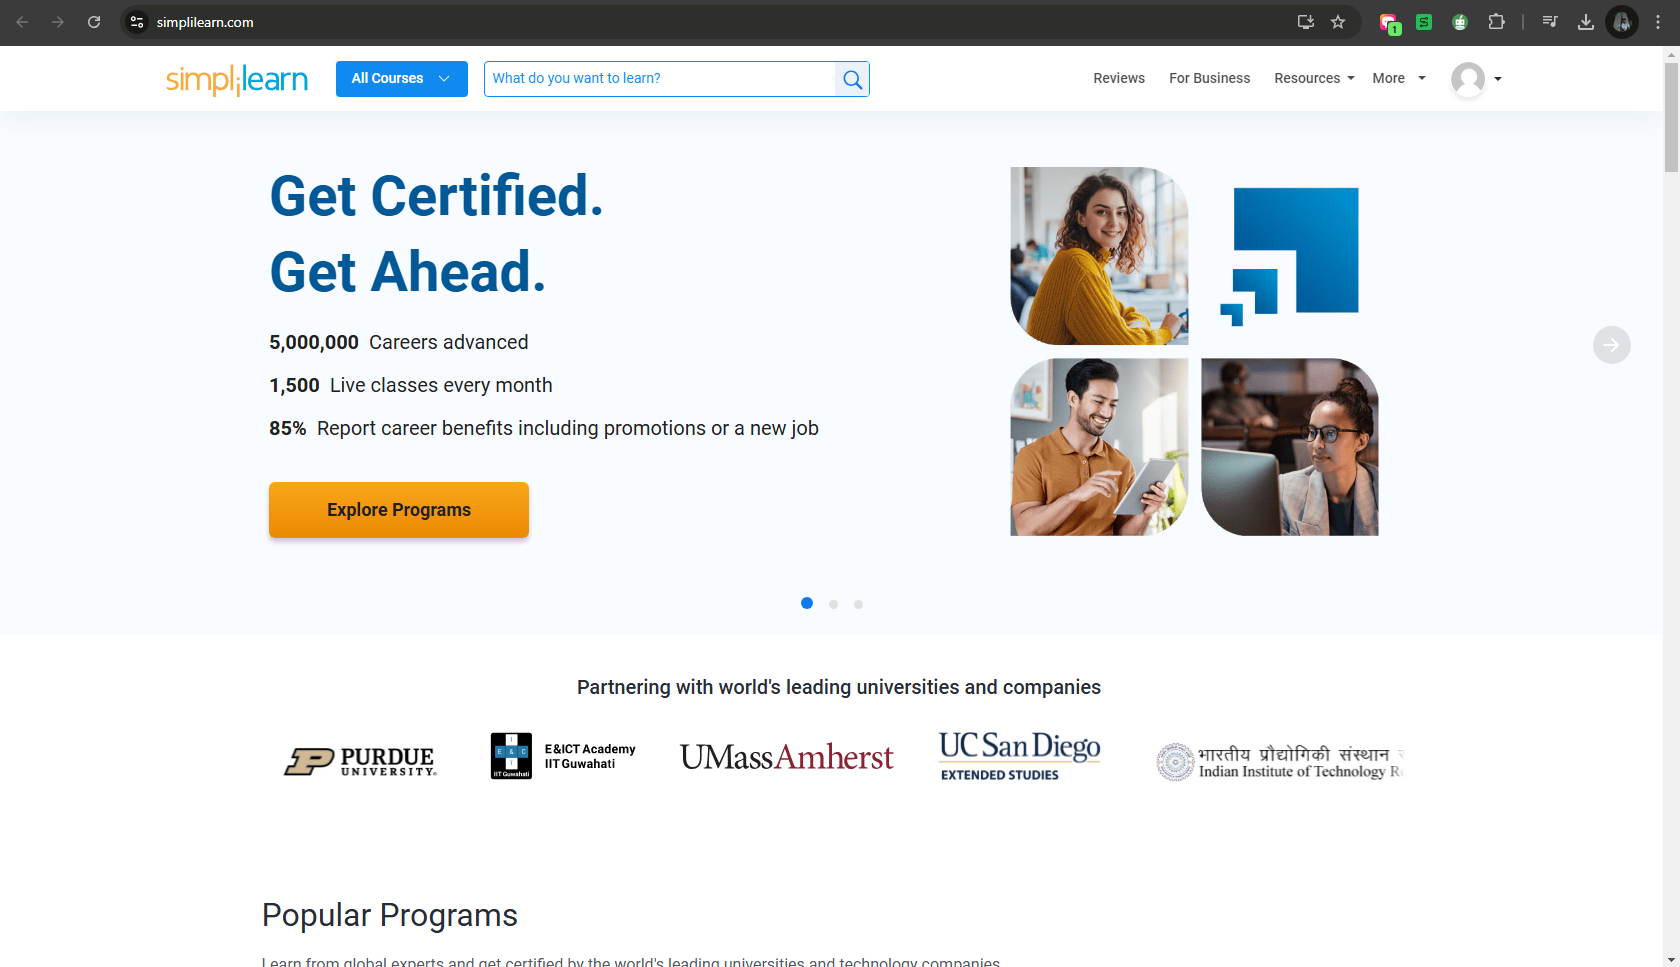 simplilearn.com
1
simplilearn
All Courses
What do you want to learn?
Reviews
For Business
Resources
More
Get Certified.
Get Ahead.
5,000,000 Careers advanced
1,500 Live classes every month
85% Report career benefits including promotions or a new job
Explore Programs
Partnering with world's leading universities and companies
PURDUE
UNIVERSITY.
I
E & C
T
IIT Guwahati
E&ICT Academy
IIT Guwahati
UMassAmherst
UC San Diego
EXTENDED STUDIES
भारतीय प्रौद्योगिकी संस्थान
Indian Institute of Technology
Popular Programs
Learn from global experts and get certified by the world's leading universities and technology companies